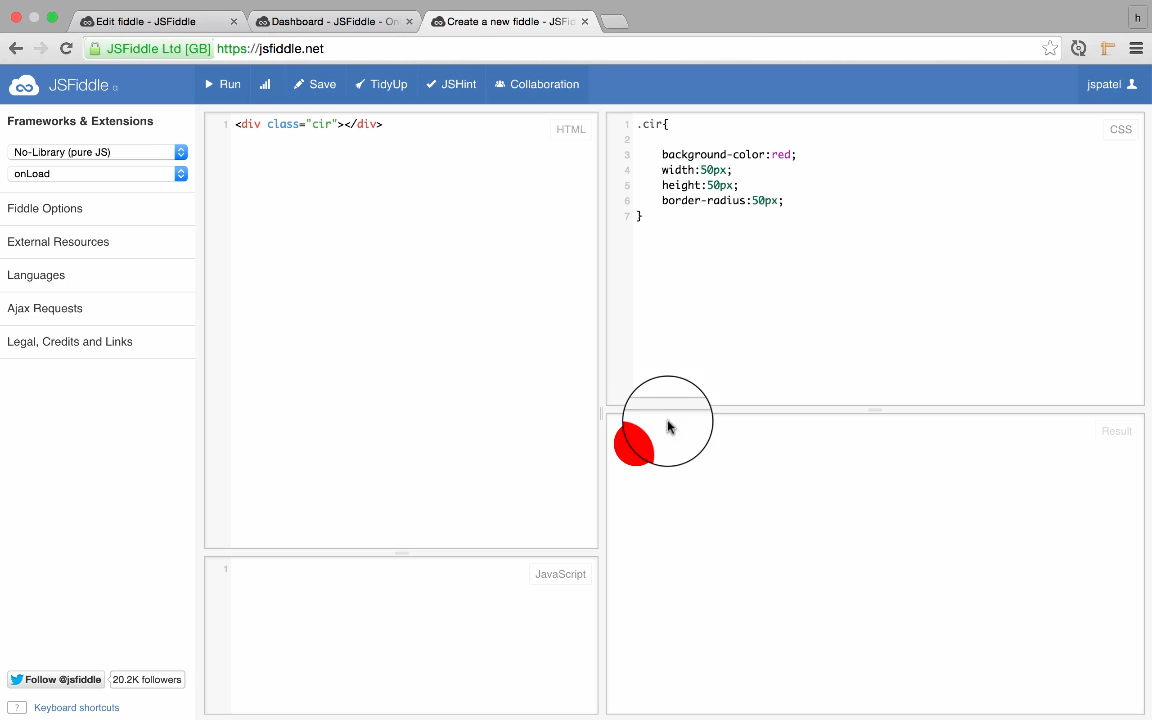 Edit fiddle - JSFiddle
Dashboard - JSFiddle - On
Create a new fiddle - JSFid
h
JSFiddle Ltd [GB] https://jsfiddle.net
JSFiddle Run Save TidyUp JSHint Collaboration jspatel
Frameworks & Extensions
No-Library (pure JS)
onLoad
Fiddle Options
External Resources
Languages
Ajax Requests
Legal, Credits and Links
Follow @jsfiddle 20.2K followers
? Keyboard shortcuts
1 <div class="cir"></div>
HTML
1 .cir{
2
3 background-color:red;
4 width:50px;
5 height:50px;
6 border-radius:50px;
7 }
CSS
1
JavaScript
Result